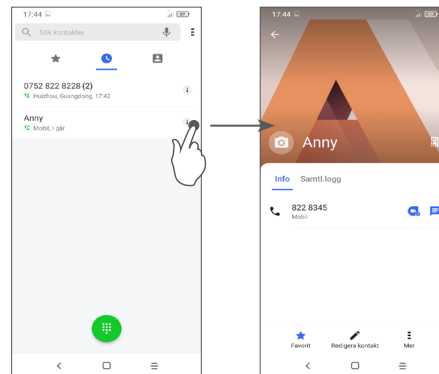 17:44
Sök kontakter
0752 822 8228 (2)
Huizhou, Guangdong, 17:42
Anny
Mobil, I går
17:44
Anny
Info Samtl.logg
822 8345
Mobil
Favorit Redigera kontakt Mer